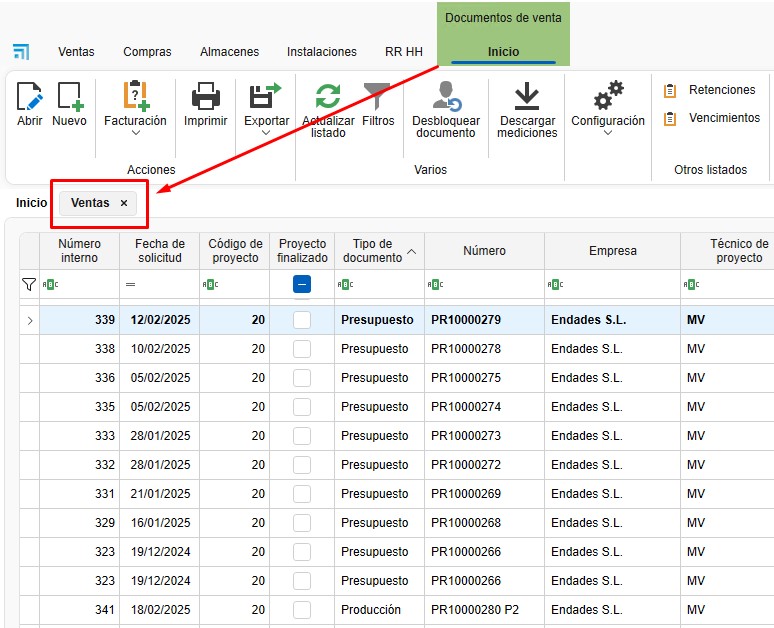 Documentos de venta
Ventas Compras Almacenes Instalaciones RR HH Inicio
Abrir Nuevo Facturación Imprimir Exportar Actualizar listado Filtros Desbloquear documento Descargar mediciones Configuración
Retenciones
Vencimientos
Acciones Varios Otros listados
Inicio Ventas ×
Número interno Fecha de solicitud Código de proyecto Proyecto finalizado Tipo de documento Número Empresa Técnico de proyecto
ABC = ABC ABC ABC ABC ABC
339 12/02/2025 20 Presupuesto PR10000279 Endades S.L. MV
338 10/02/2025 20 Presupuesto PR10000278 Endades S.L. MV
336 05/02/2025 20 Presupuesto PR10000275 Endades S.L. MV
335 05/02/2025 20 Presupuesto PR10000274 Endades S.L. MV
333 28/01/2025 20 Presupuesto PR10000273 Endades S.L. MV
332 28/01/2025 20 Presupuesto PR10000272 Endades S.L. MV
331 21/01/2025 20 Presupuesto PR10000269 Endades S.L. MV
329 16/01/2025 20 Presupuesto PR10000268 Endades S.L. MV
323 19/12/2024 20 Presupuesto PR10000266 Endades S.L. MV
323 19/12/2024 20 Presupuesto PR10000266 Endades S.L. MV
341 18/02/2025 20 Producción PR10000280 P2 Endades S.L. MV